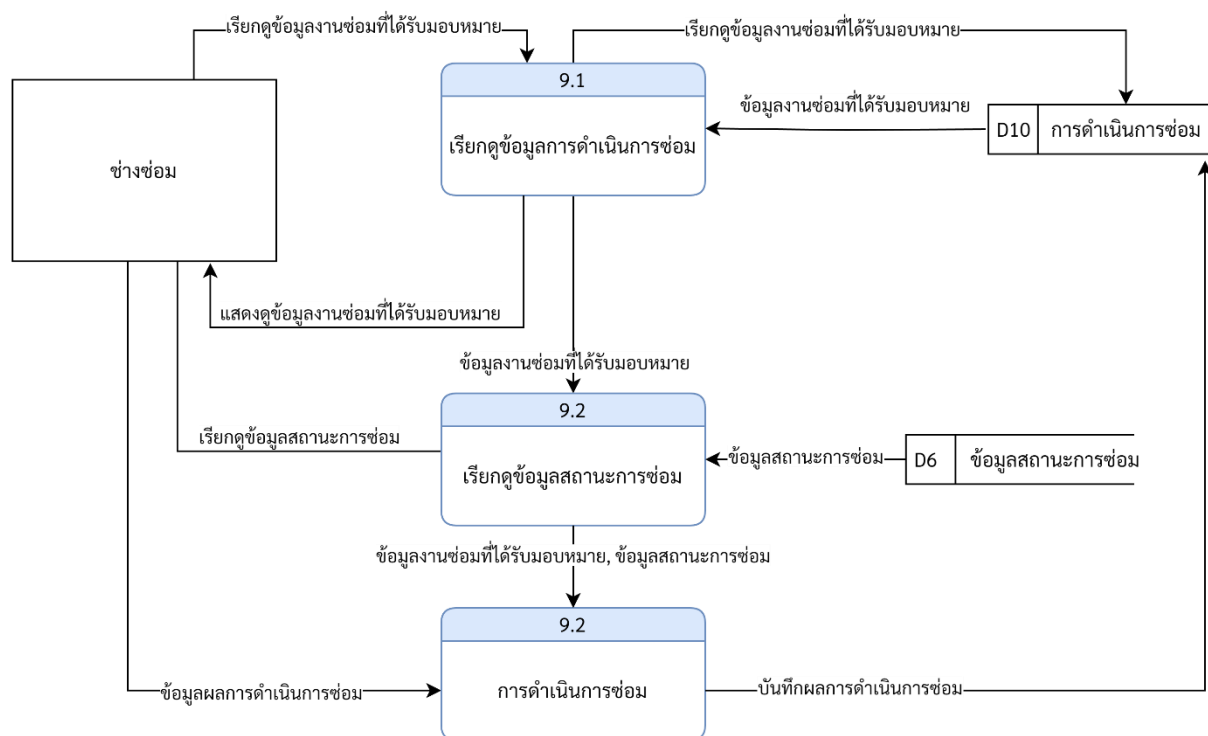 เรียกดูข้อมูลงานซ่อมที่ได้รับมอบหมาย
เรียกดูข้อมูลงานซ่อมที่ได้รับมอบหมาย
9.1
ข้อมูลงานซ่อมที่ได้รับมอบหมาย
D10
การดำเนินการซ่อม
เรียกดูข้อมูลการดำเนินการซ่อม
ช่างซ่อม
แสดงดูข้อมูลงานซ่อมที่ได้รับมอบหมาย
ข้อมูลงานซ่อมที่ได้รับมอบหมาย
9.2
เรียกดูข้อมูลสถานะการซ่อม
เรียกดูข้อมูลสถานะการซ่อม
ข้อมูลสถานะการซ่อม
D6
ข้อมูลสถานะการซ่อม
ข้อมูลงานซ่อมที่ได้รับมอบหมาย, ข้อมูลสถานะการซ่อม
9.2
ข้อมูลผลการดำเนินการซ่อม
การดำเนินการซ่อม
บันทึกผลการดำเนินการซ่อม